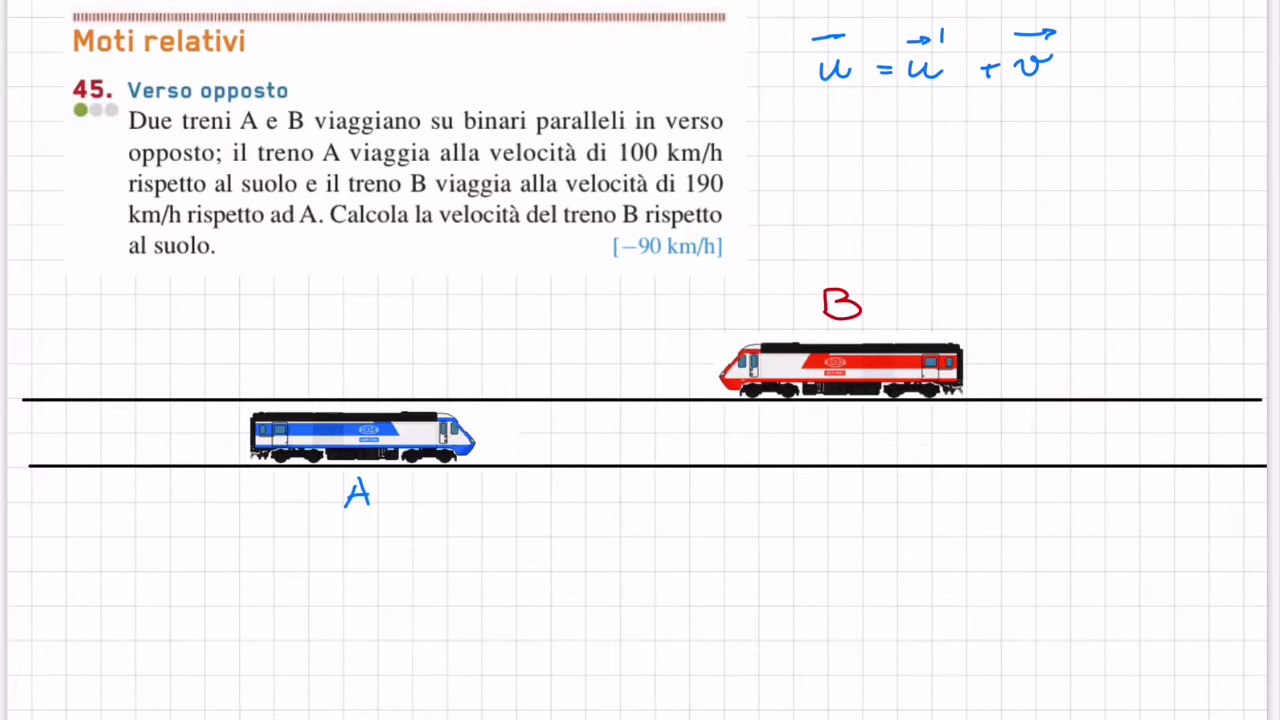 Moti relativi
u⃗ = u⃗' + v⃗
45. Verso opposto
Due treni A e B viaggiano su binari paralleli in verso
opposto; il treno A viaggia alla velocità di 100 km/h
rispetto al suolo e il treno B viaggia alla velocità di 190
km/h rispetto ad A. Calcola la velocità del treno B rispetto
al suolo. [−90 km/h]
B
A